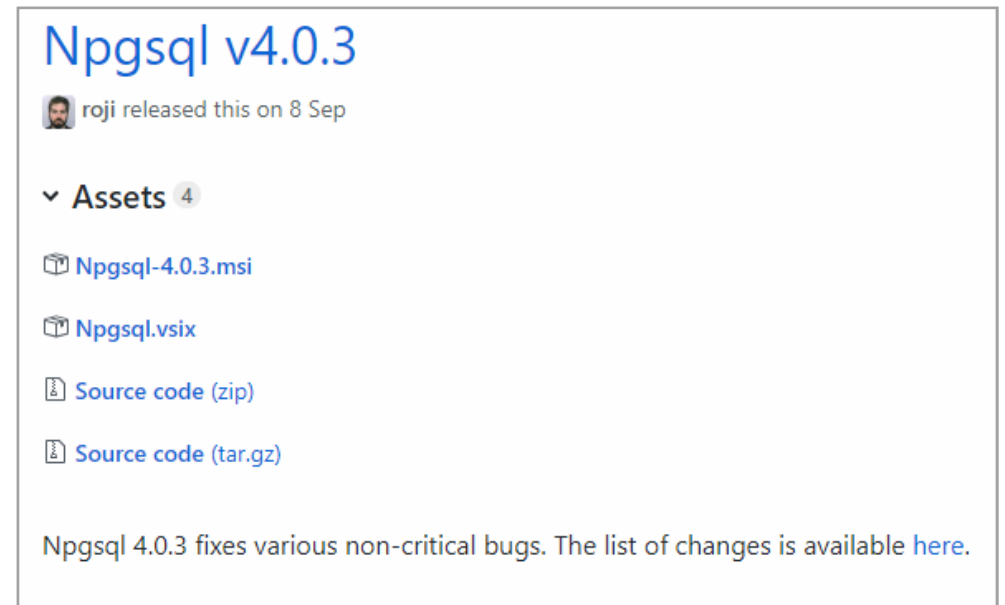 Npgsql v4.0.3
roji released this on 8 Sep
Assets 4
Npgsql-4.0.3.msi
Npgsql.vsix
Source code (zip)
Source code (tar.gz)
Npgsql 4.0.3 fixes various non-critical bugs. The list of changes is available here.